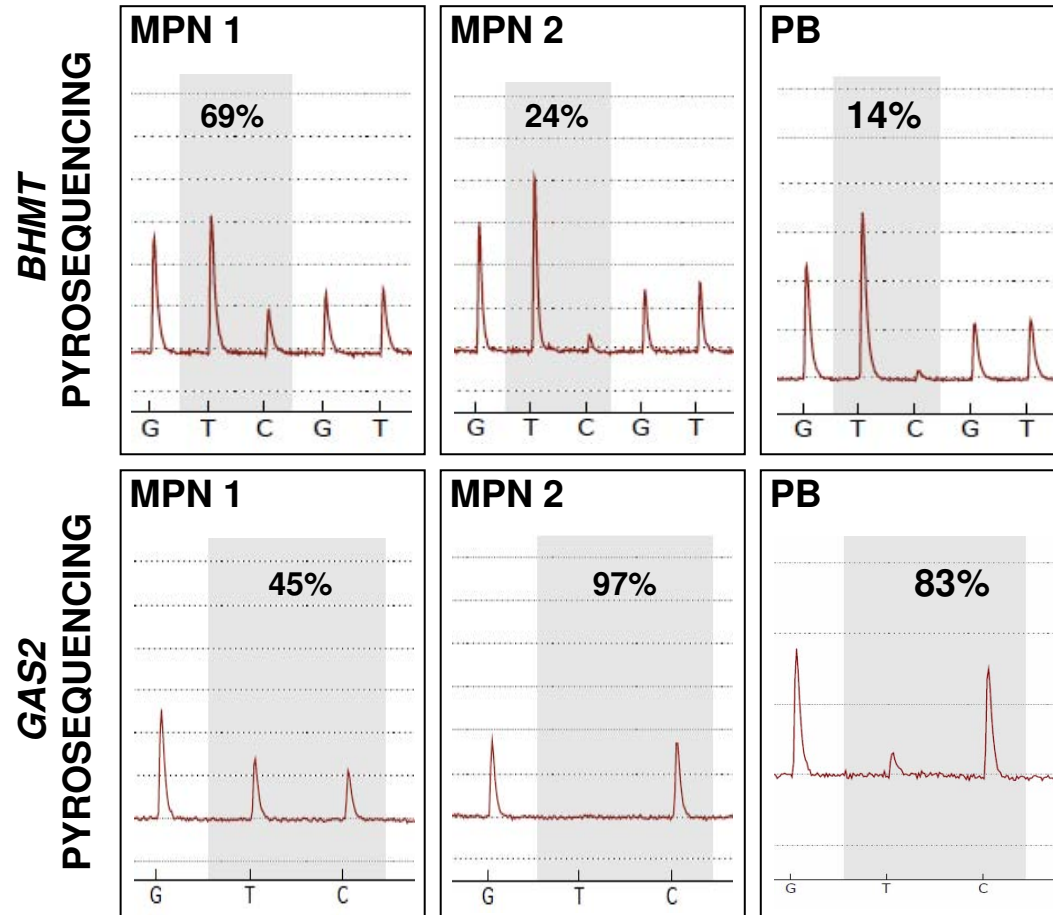 BHMT
PYROSEQUENCING
MPN 1
69%
G T C G T
MPN 2
24%
G T C G T
PB
14%
G T C G T
GAS2
PYROSEQUENCING
MPN 1
45%
G T C
MPN 2
97%
G T C
PB
83%
G T C